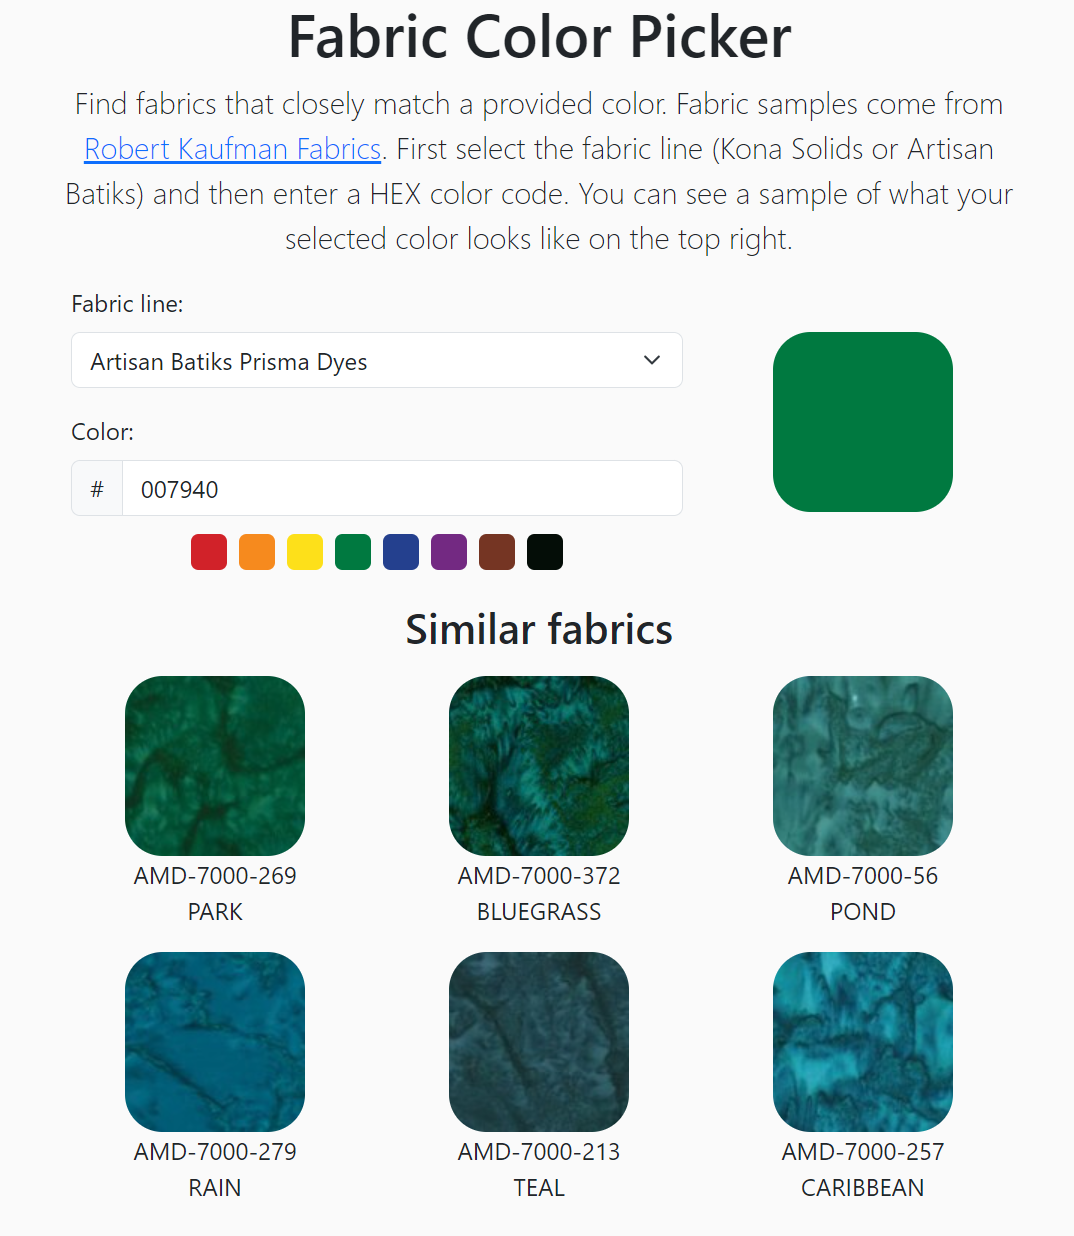 Fabric Color Picker
Find fabrics that closely match a provided color. Fabric samples come from
Robert Kaufman Fabrics. First select the fabric line (Kona Solids or Artisan
Batiks) and then enter a HEX color code. You can see a sample of what your
selected color looks like on the top right.
Fabric line:
Artisan Batiks Prisma Dyes
Color:
# 007940
Similar fabrics
AMD-7000-269 AMD-7000-372 AMD-7000-56
PARK BLUEGRASS POND
AMD-7000-279 AMD-7000-213 AMD-7000-257
RAIN TEAL CARIBBEAN